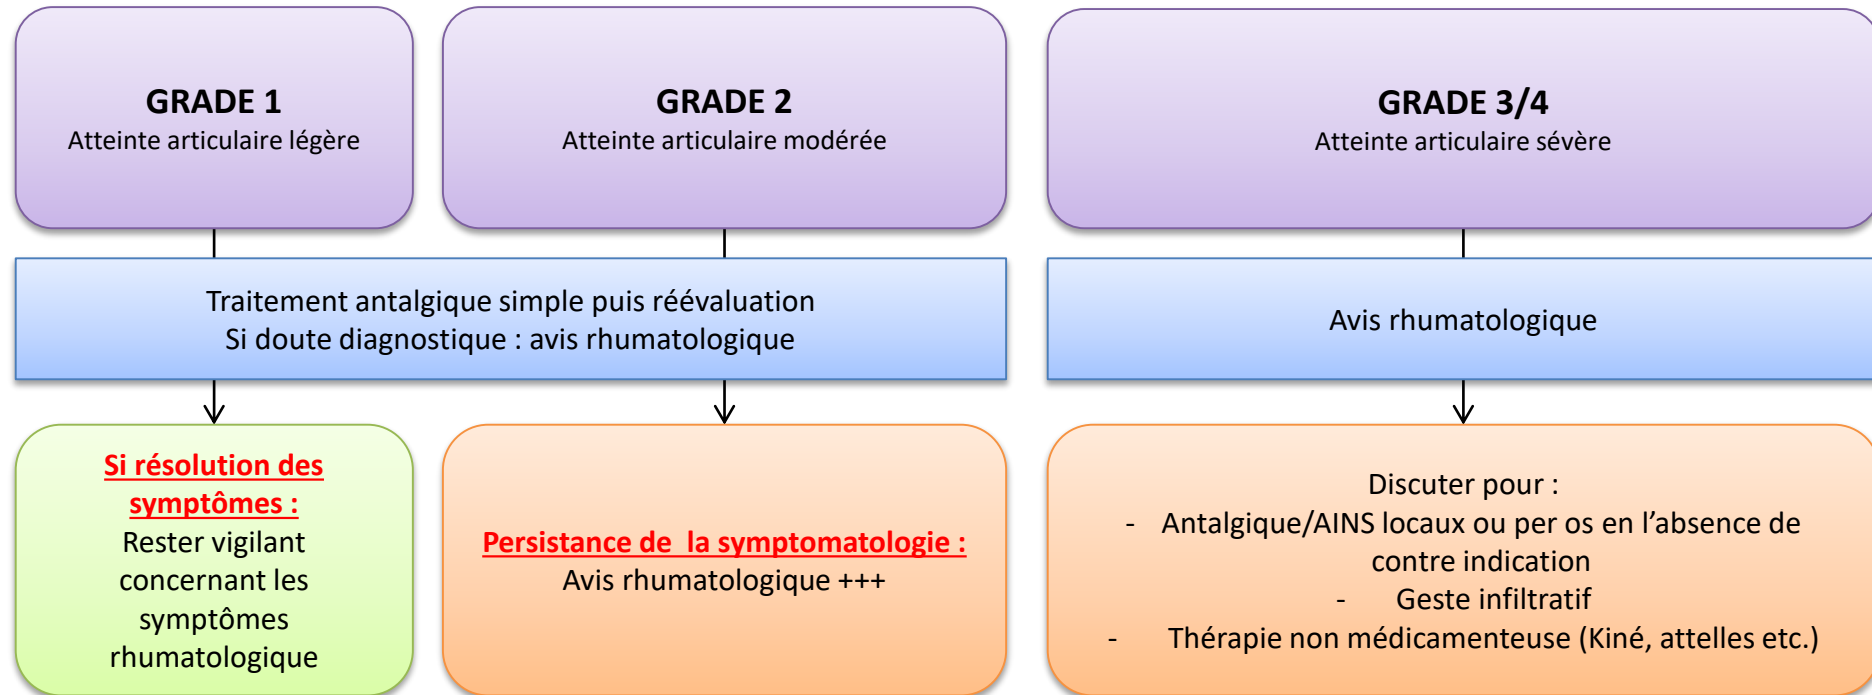 GRADE 1
Atteinte articulaire légère
GRADE 2
Atteinte articulaire modérée
GRADE 3/4
Atteinte articulaire sévère
Traitement antalgique simple puis réévaluation
Si doute diagnostique : avis rhumatologique
Avis rhumatologique
Si résolution des
symptômes :
Rester vigilant
concernant les
symptômes
rhumatologique
Persistance de  la symptomatologie :
Avis rhumatologique +++
Discuter pour :
- Antalgique/AINS locaux ou per os en l’absence de
contre indication
- Geste infiltratif
- Thérapie non médicamenteuse (Kiné, attelles etc.)